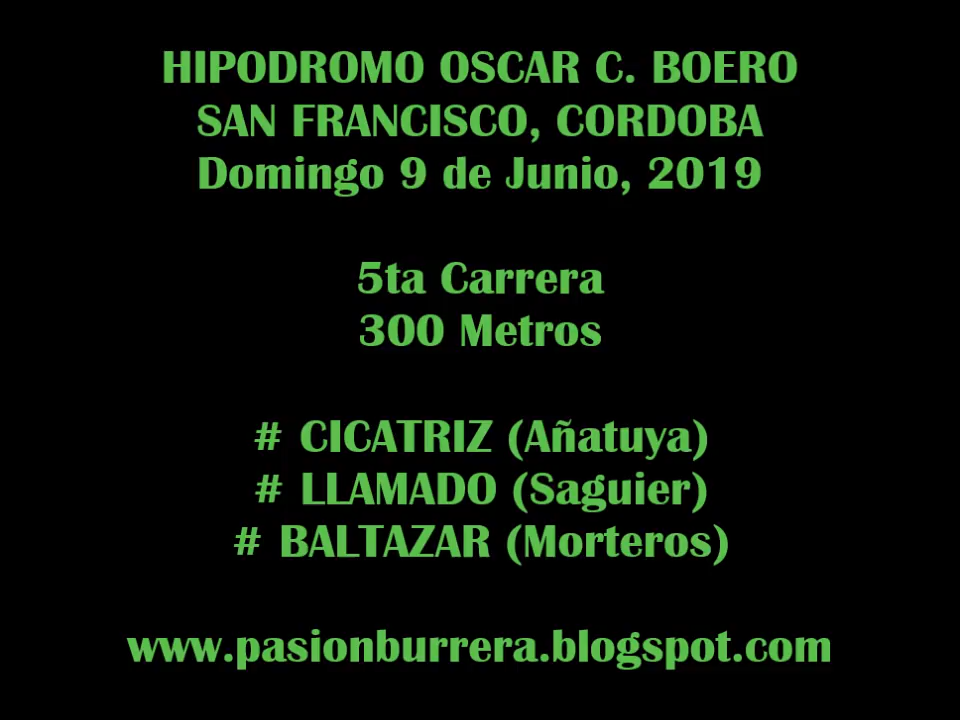 HIPODROMO OSCAR C. BOERO
SAN FRANCISCO, CORDOBA
Domingo 9 de Junio, 2019
5ta Carrera
300 Metros
# CICATRIZ (Añatuya)
# LLAMADO (Saguier)
# BALTAZAR (Morteros)
www.pasionburrera.blogspot.com